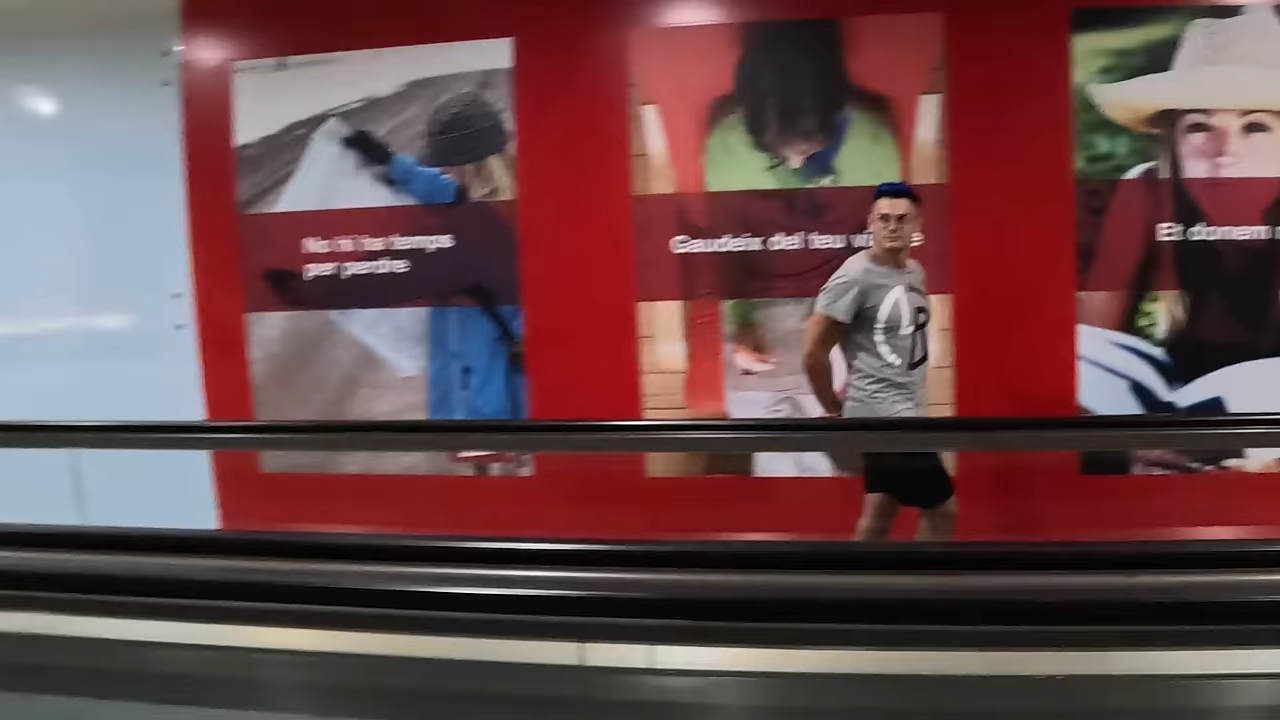 No hi ha temps
per perdre
Gaudeix del teu
Et donem